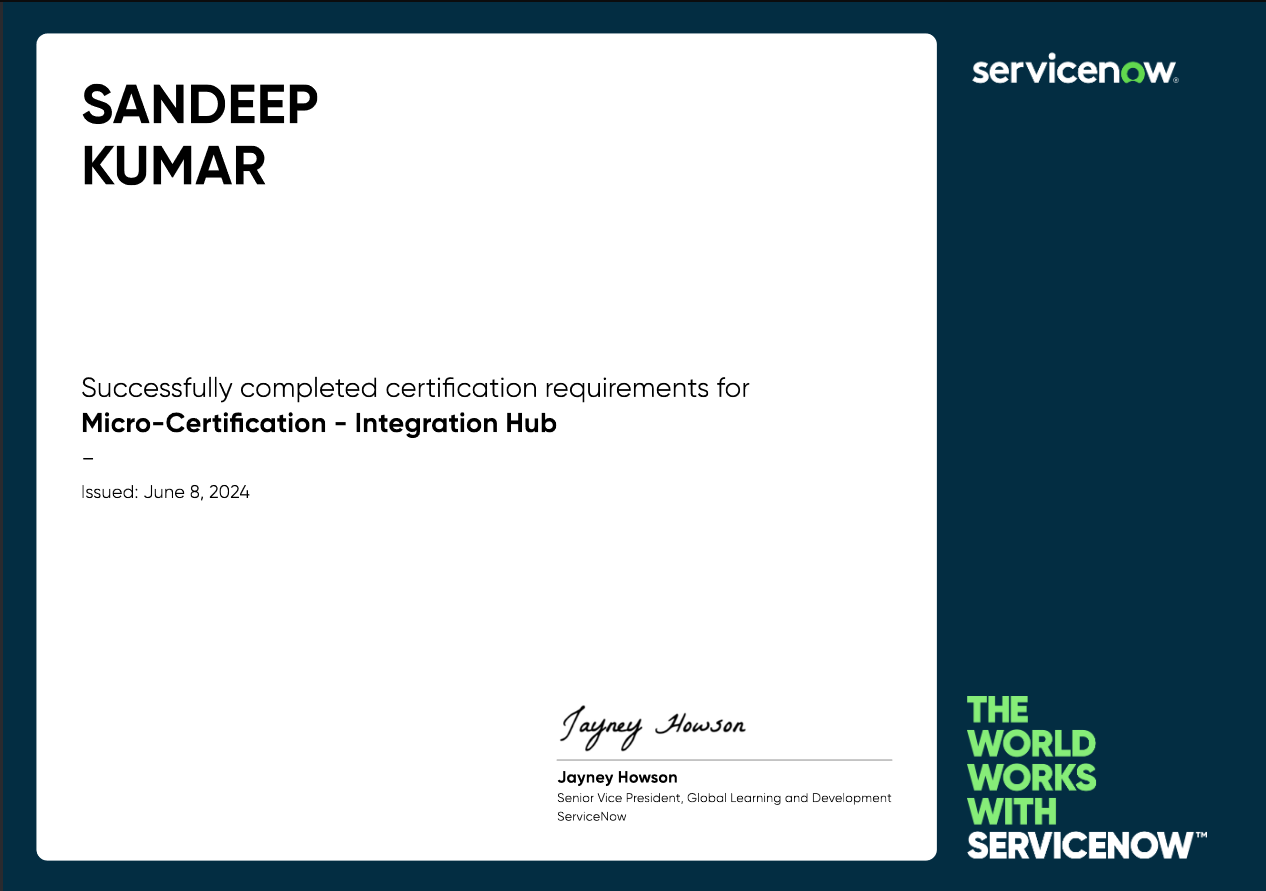 SANDEEP
KUMAR
servicenow®
Successfully completed certification requirements for
Micro-Certification - Integration Hub
–
Issued: June 8, 2024
Jayney Howson
Jayney Howson
Senior Vice President, Global Learning and Development
ServiceNow
THE
WORLD
WORKS
WITH
SERVICENOW™